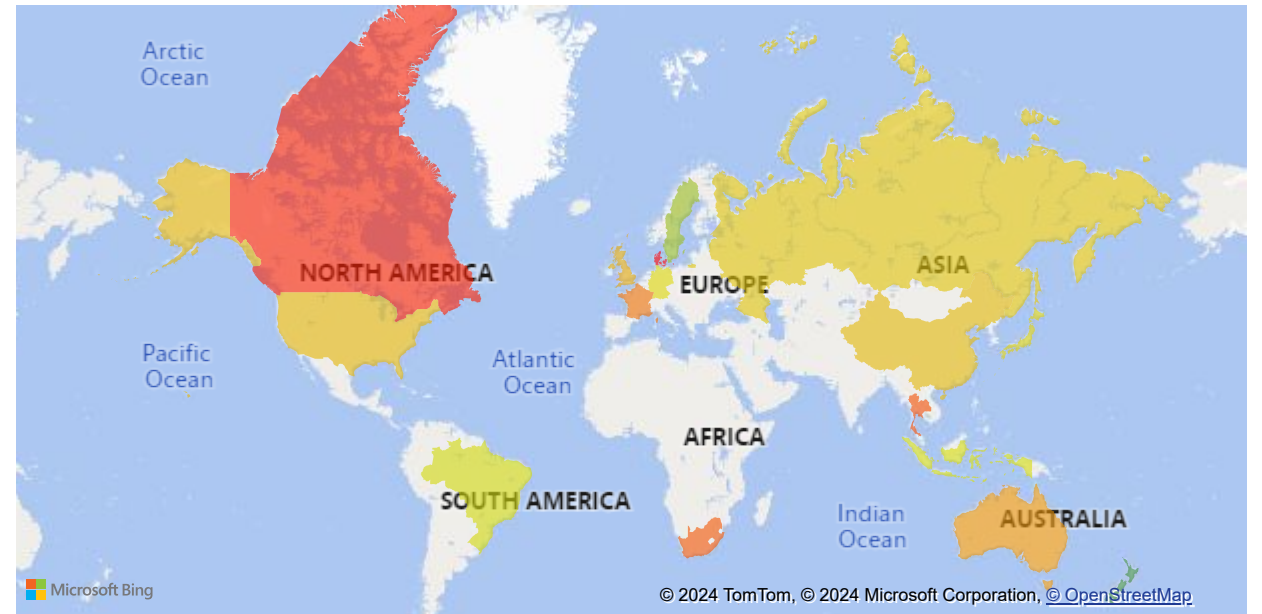 Arctic
Ocean
NORTH AMERICA
EUROPE
ASIA
Pacific
Ocean
Atlantic
Ocean
AFRICA
SOUTH AMERICA
Indian
Ocean
AUSTRALIA
Microsoft Bing
© 2024 TomTom, © 2024 Microsoft Corporation, © OpenStreetMap